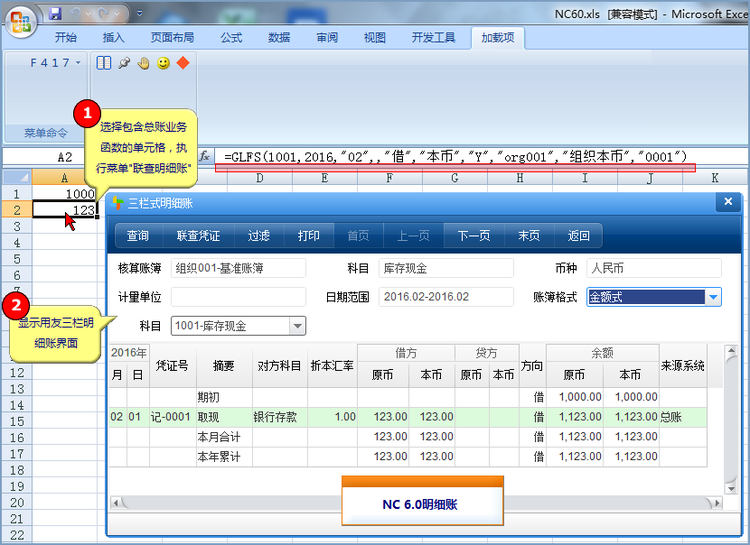 NC60.xls [兼容模式] - Microsoft Exce
开始 插入 页面布局 公式 数据 审阅 视图 开发工具 加载项
F417
菜单命令
1
选择包含总账业务
函数的单元格，执
行菜单"联查明细账"
A2
fx
=GLFS(1001,2016,"02",,"借","本币","Y","org001","组织本币","0001")
A D E F G H I J K
1 1000
2 123
3
4
5
12
13
14
15
16
17
18
19
20
21
22
三栏式明细账
查询 联查凭证 过滤 打印 首页 上一页 下一页 末页 返回
核算账簿 组织001-基准账簿 科目 库存现金 币种 人民币
计量单位 日期范围 2016.02-2016.02 账簿格式 金额式
科目 1001-库存现金
2
显示用友三栏明
细账界面
2016年 凭证号 摘要 对方科目 折本汇率 借方 贷方 方向 余额 来源系统
月 日 原币 本币 原币 本币 原币 本币
期初 借 1,000.00 1,000.00
02 01 记-0001 取现 银行存款 1.00 123.00 123.00 借 1,123.00 1,123.00 总账
本月合计 123.00 123.00 借 1,123.00 1,123.00
本年累计 123.00 123.00 借 1,123.00 1,123.00
NC 6.0明细账